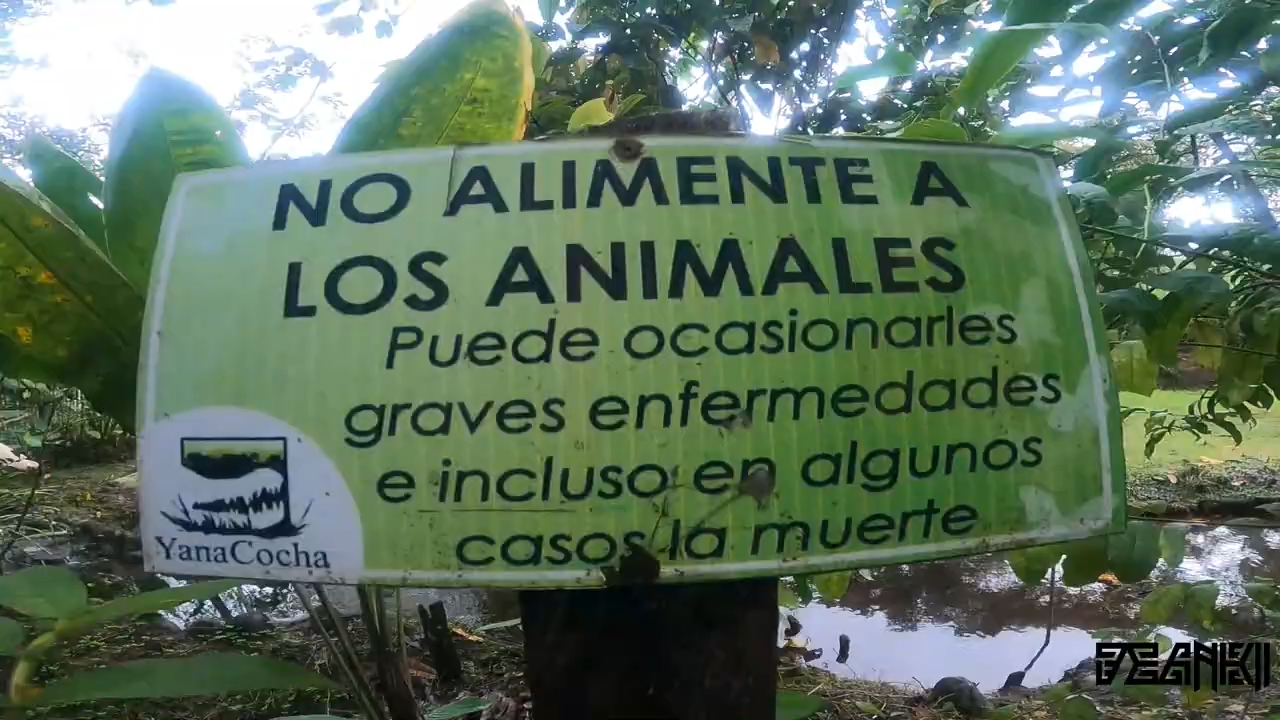 NO ALIMENTE A
LOS ANIMALES
Puede ocasionarles
graves enfermedades
e incluso en algunos
casos la muerte
YanaCocha